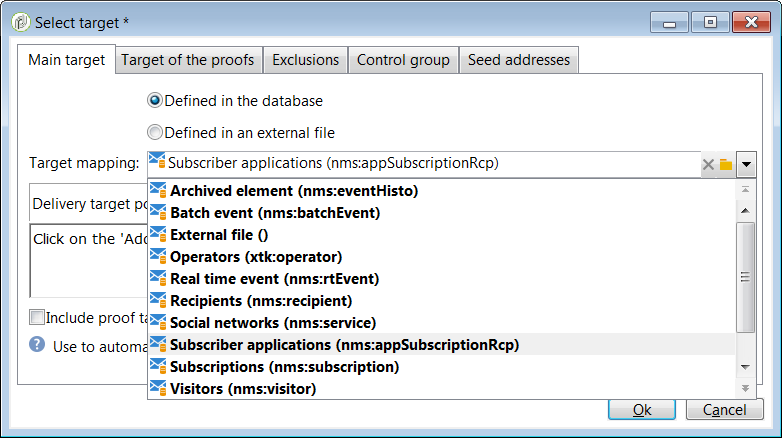 Select target *
Main target
Target of the proofs
Exclusions
Control group
Seed addresses
Defined in the database
Defined in an external file
Target mapping: Subscriber applications (nms:appSubscriptionRcp)
Archived element (nms:eventHisto)
Delivery target po
Batch event (nms:batchEvent)
Click on the 'Add
External file ()
Operators (xtk:operator)
Real time event (nms:rtEvent)
Recipients (nms:recipient)
Include proof ta
Social networks (nms:service)
Use to automa
Subscriber applications (nms:appSubscriptionRcp)
Subscriptions (nms:subscription)
Visitors (nms:visitor)
Ok
Cancel